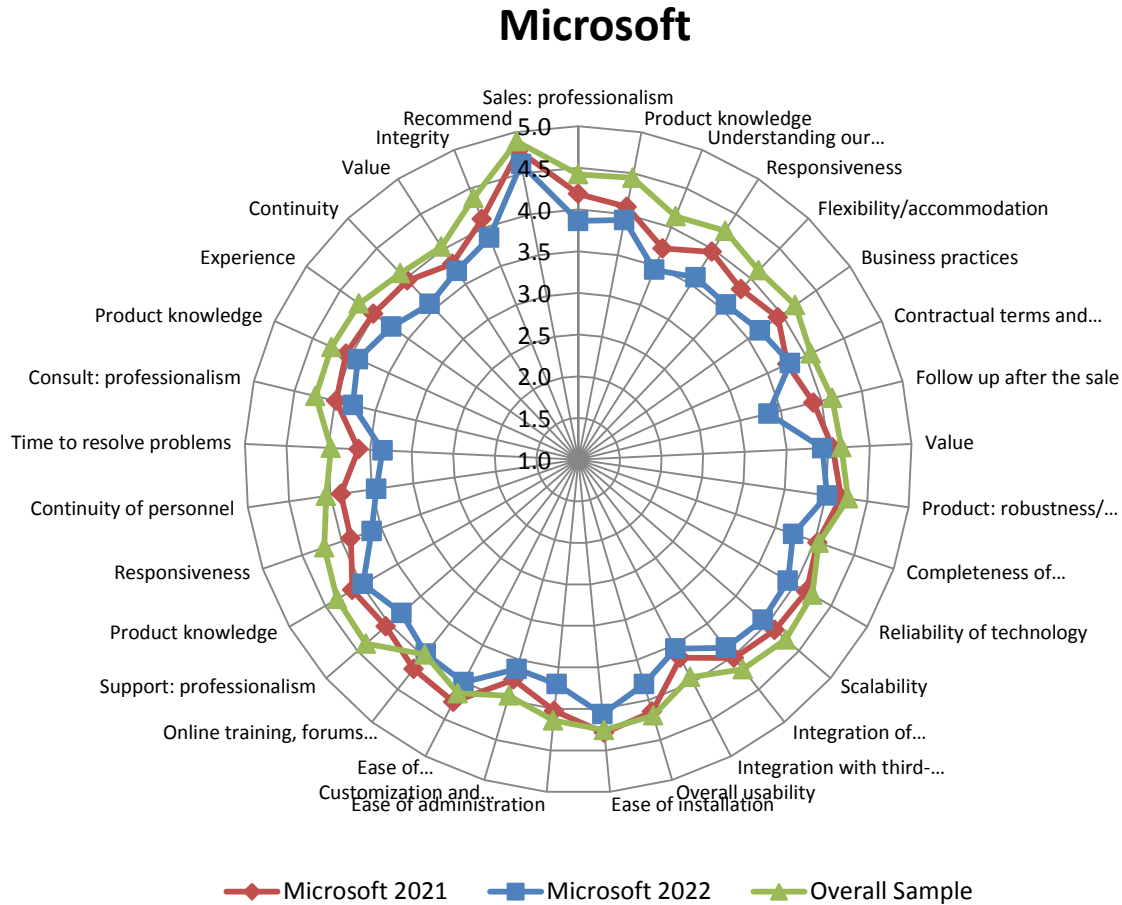 Microsoft
Sales: professionalism
Product knowledge
Understanding our...
Responsiveness
Flexibility/accommodation
Business practices
Contractual terms and...
Follow up after the sale
Value
Product: robustness/...
Completeness of...
Reliability of technology
Scalability
Integration of...
Integration with third-...
Overall usability
Ease of installation
Ease of administration
Customization and...
Ease of...
Online training, forums...
Support: professionalism
Product knowledge
Responsiveness
Continuity of personnel
Time to resolve problems
Consult: professionalism
Product knowledge
Experience
Continuity
Value
Integrity
Recommend
5.0
4.5
4.0
3.5
3.0
2.5
2.0
1.5
1.0
Microsoft 2021
Microsoft 2022
Overall Sample